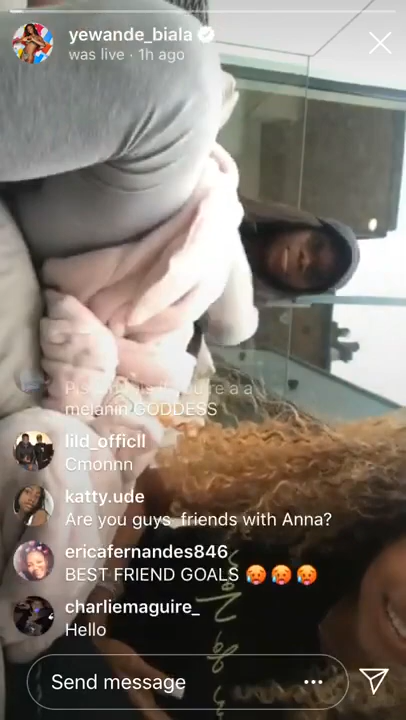 yewande_biala
was live · 1h ago
melanin GODDESS
lild_officll
Cmonnn
katty.ude
Are you guys friends with Anna?
ericafernandes846
BEST FRIEND GOALS 🥵🥵🥵
charliemaguire_
Hello
Send message